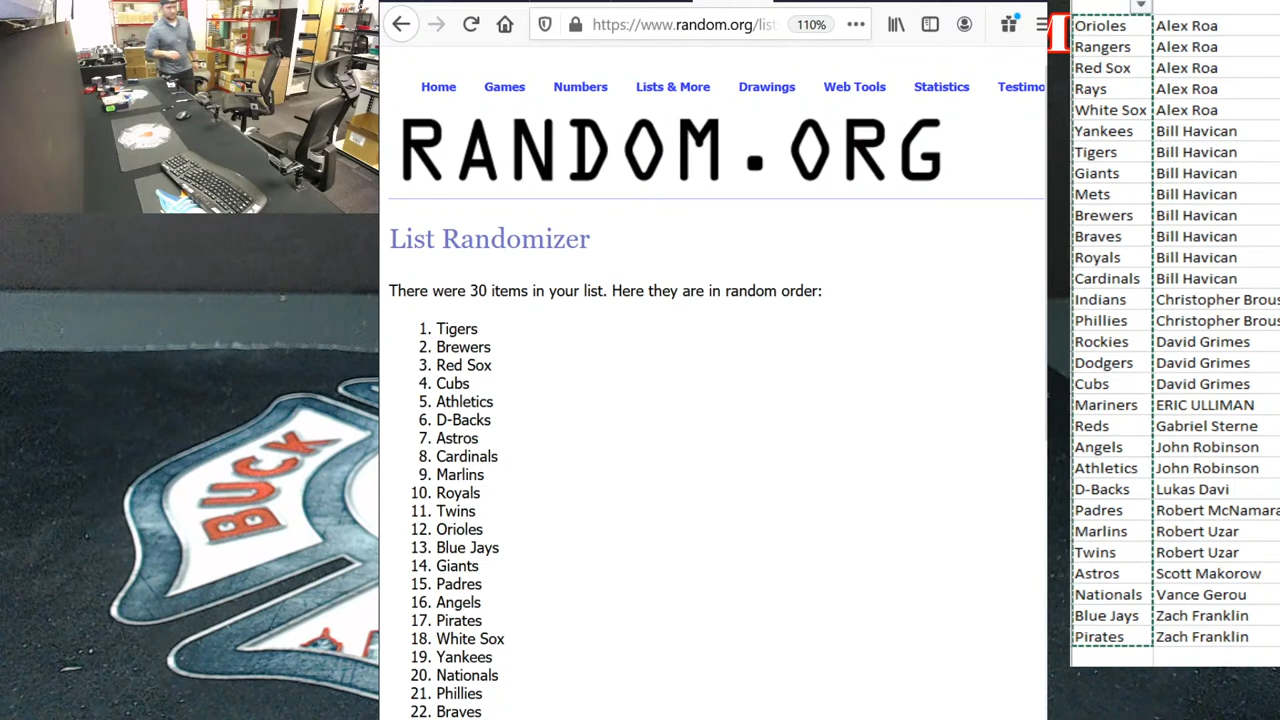 https://www.random.org/list
110%
Home Games Numbers Lists & More Drawings Web Tools Statistics Testimo
RANDOM.ORG
List Randomizer
There were 30 items in your list. Here they are in random order:
1. Tigers
2. Brewers
3. Red Sox
4. Cubs
5. Athletics
6. D-Backs
7. Astros
8. Cardinals
9. Marlins
10. Royals
11. Twins
12. Orioles
13. Blue Jays
14. Giants
15. Padres
16. Angels
17. Pirates
18. White Sox
19. Yankees
20. Nationals
21. Phillies
22. Braves
Orioles Alex Roa
Rangers Alex Roa
Red Sox Alex Roa
Rays Alex Roa
White Sox Alex Roa
Yankees Bill Havican
Tigers Bill Havican
Giants Bill Havican
Mets Bill Havican
Brewers Bill Havican
Braves Bill Havican
Royals Bill Havican
Cardinals Bill Havican
Indians Christopher Brous
Phillies Christopher Brous
Rockies David Grimes
Dodgers David Grimes
Cubs David Grimes
Mariners ERIC ULLIMAN
Reds Gabriel Sterne
Angels John Robinson
Athletics John Robinson
D-Backs Lukas Davi
Padres Robert McNamara
Marlins Robert Uzar
Twins Robert Uzar
Astros Scott Makorow
Nationals Vance Gerou
Blue Jays Zach Franklin
Pirates Zach Franklin
BUCK